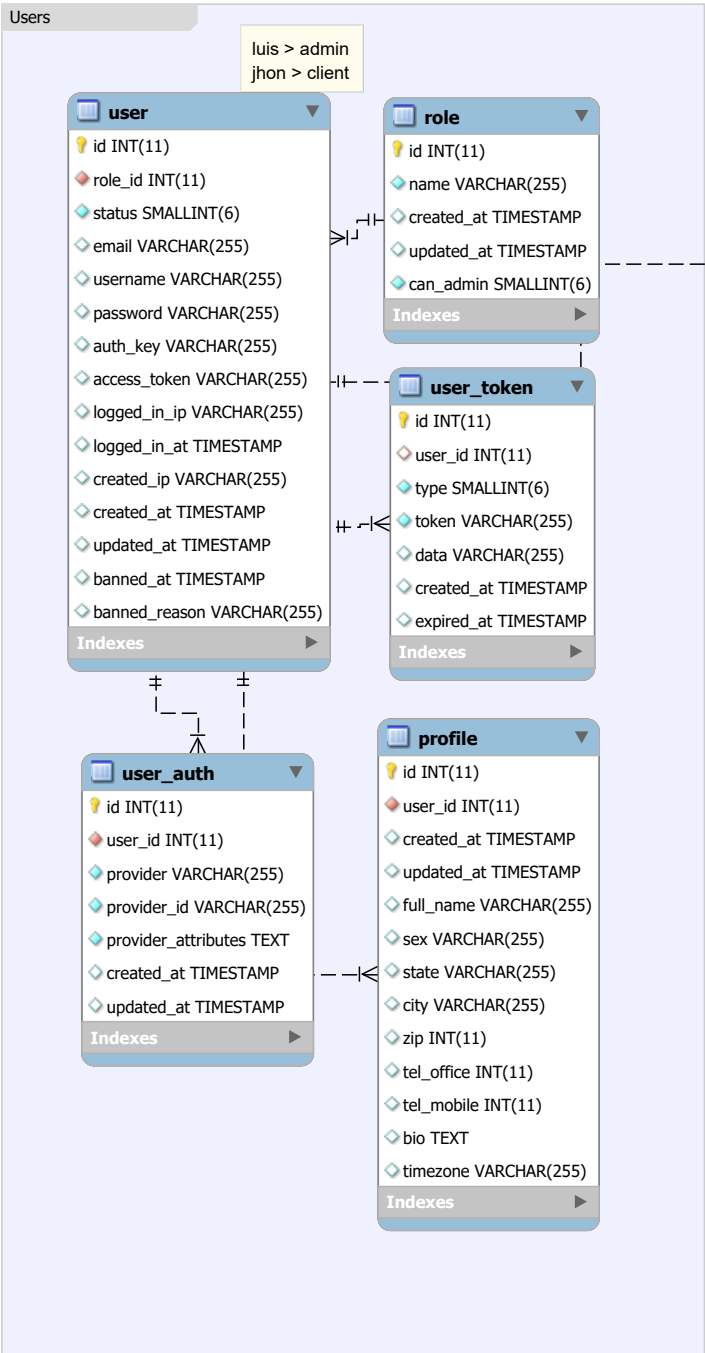 Users
luis > admin
jhon > client
user
id INT(11)
role_id INT(11)
status SMALLINT(6)
email VARCHAR(255)
username VARCHAR(255)
password VARCHAR(255)
auth_key VARCHAR(255)
access_token VARCHAR(255)
logged_in_ip VARCHAR(255)
logged_in_at TIMESTAMP
created_ip VARCHAR(255)
created_at TIMESTAMP
updated_at TIMESTAMP
banned_at TIMESTAMP
banned_reason VARCHAR(255)
Indexes
role
id INT(11)
name VARCHAR(255)
created_at TIMESTAMP
updated_at TIMESTAMP
can_admin SMALLINT(6)
Indexes
user_token
id INT(11)
user_id INT(11)
type SMALLINT(6)
token VARCHAR(255)
data VARCHAR(255)
created_at TIMESTAMP
expired_at TIMESTAMP
Indexes
user_auth
id INT(11)
user_id INT(11)
provider VARCHAR(255)
provider_id VARCHAR(255)
provider_attributes TEXT
created_at TIMESTAMP
updated_at TIMESTAMP
Indexes
profile
id INT(11)
user_id INT(11)
created_at TIMESTAMP
updated_at TIMESTAMP
full_name VARCHAR(255)
sex VARCHAR(255)
state VARCHAR(255)
city VARCHAR(255)
zip INT(11)
tel_office INT(11)
tel_mobile INT(11)
bio TEXT
timezone VARCHAR(255)
Indexes